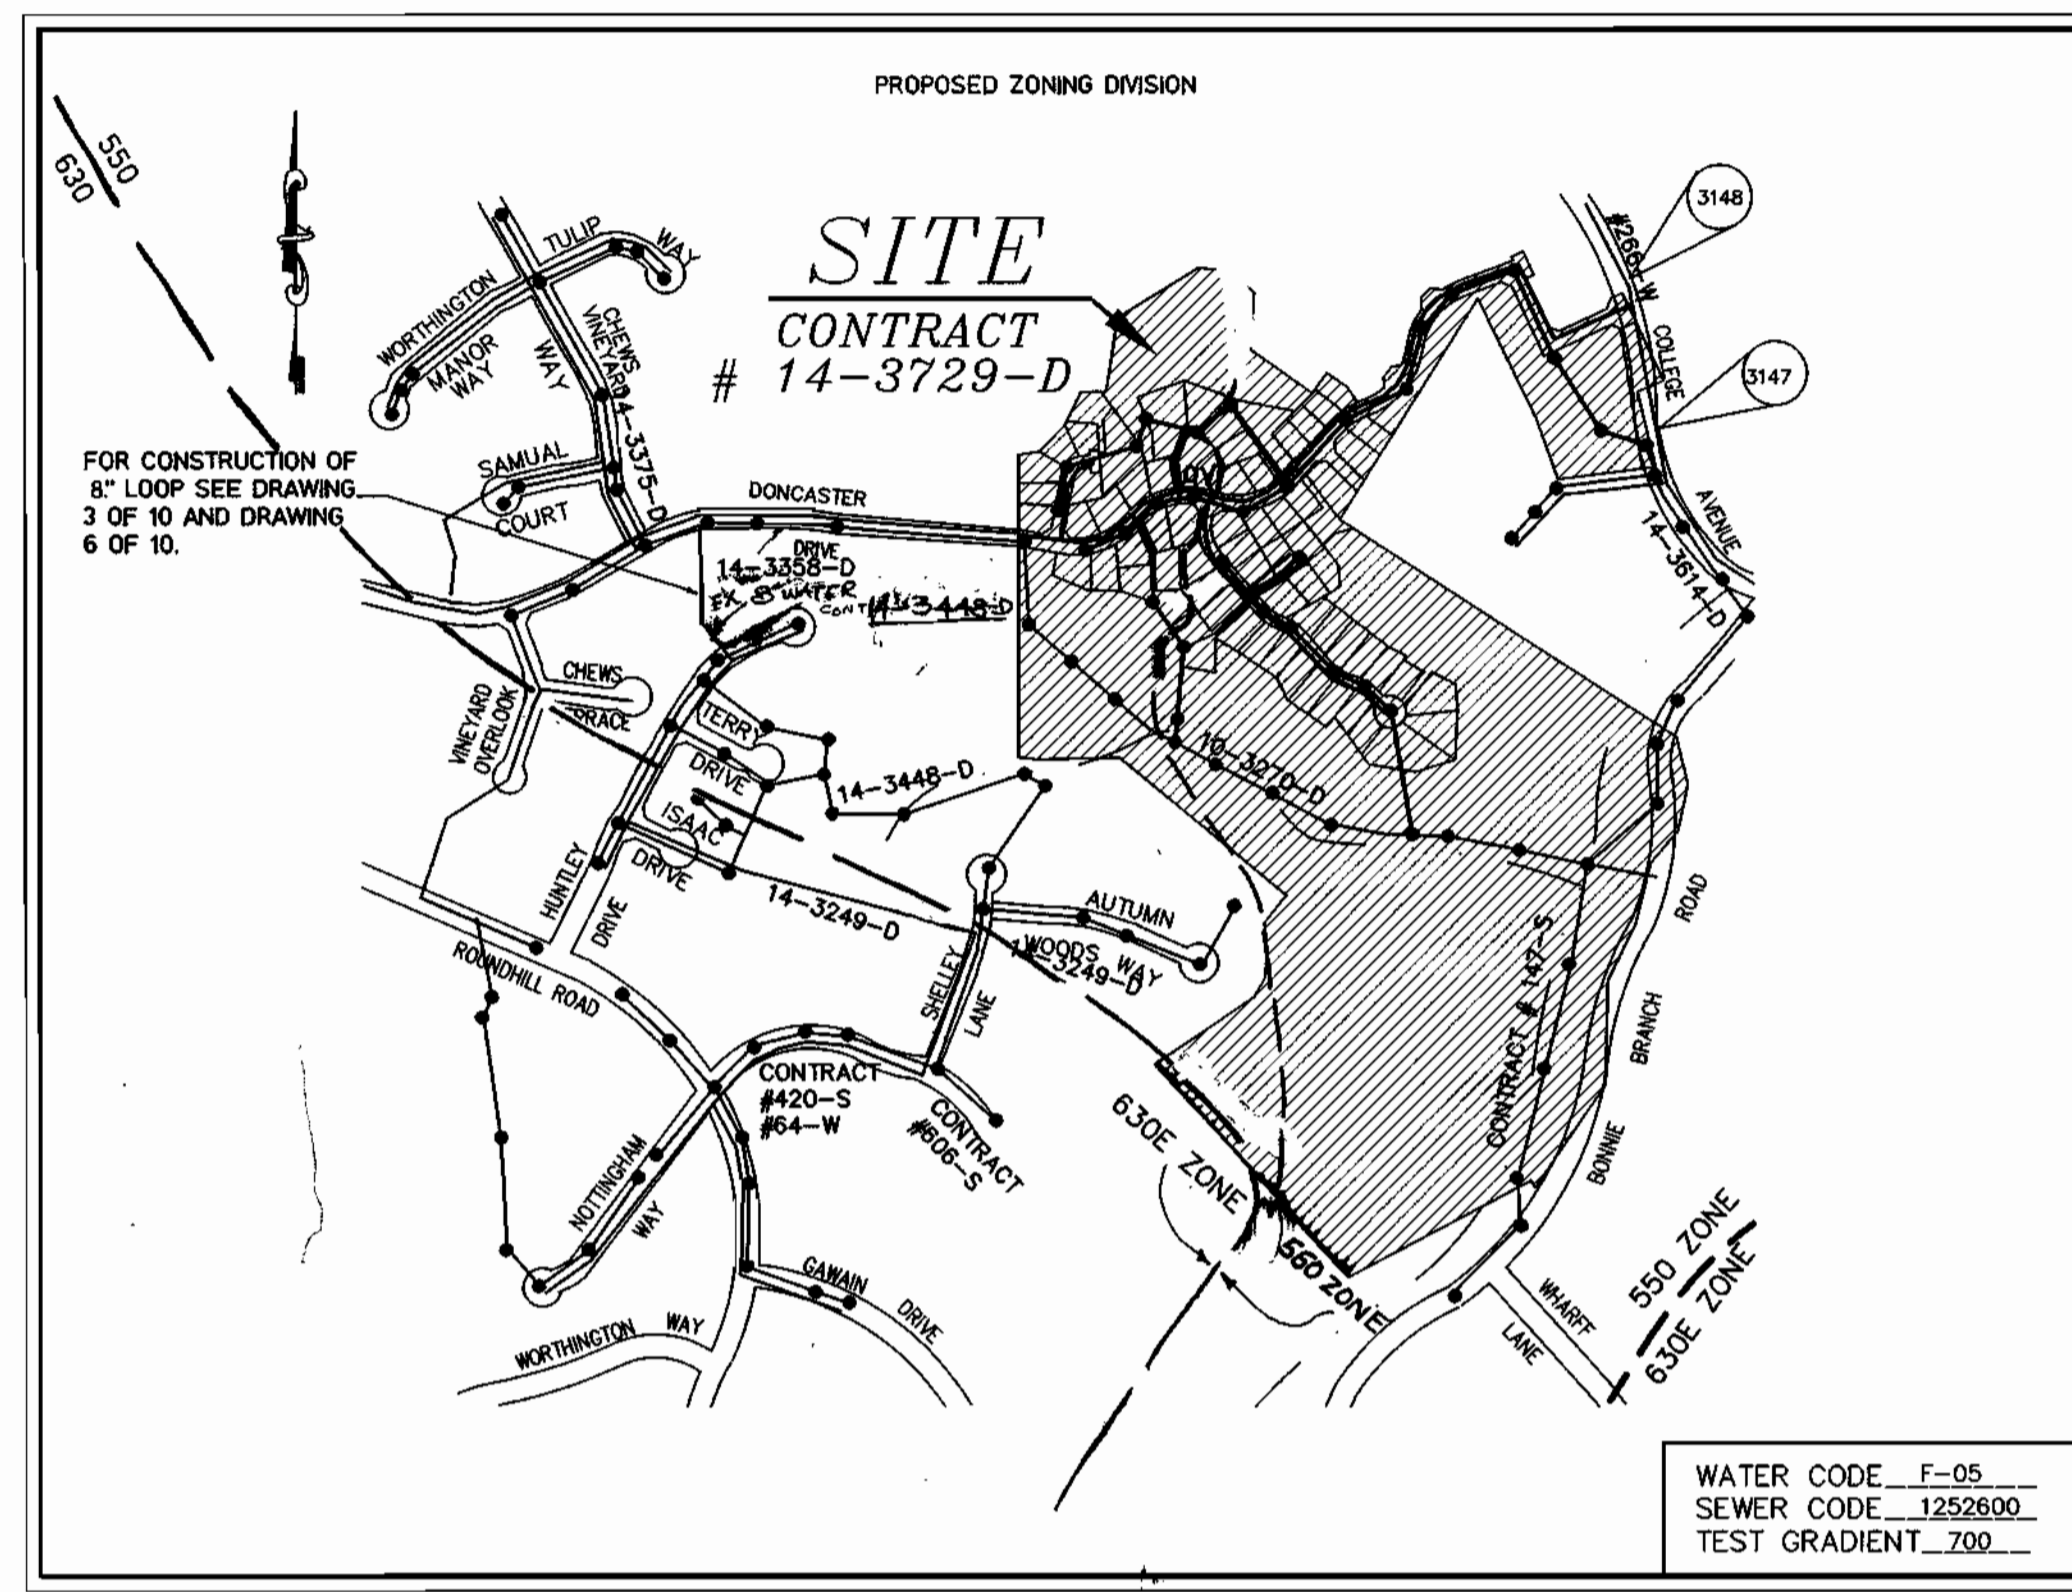 PROPOSED ZONING DIVISION
550
630
SITE
CONTRACT
# 14-3729-D
3148
3147
#266-W
COLLEGE
AVENUE
14-3614-D
TULIP
WAY
WORTHINGTON
MANOR
WAY
CHEWS
VINEYARD
WAY
14-3375-D
SAMUAL
COURT
FOR CONSTRUCTION OF
8." LOOP SEE DRAWING
3 OF 10 AND DRAWING
6 OF 10.
DONCASTER
DRIVE
14-3358-D
EX. 8" WATER
CONT
14-3448-D
CHEWS
VINEYARD
OVERLOOK
TERRY
DRIVE
ISAAC
DRIVE
14-3448-D
10-3270-D
HUNTLEY
DRIVE
14-3249-D
AUTUMN
WOODS WAY
14-3249-D
SHELLEY
LANE
ROUNDHILL ROAD
CONTRACT
#420-S
#64-W
CONTRACT
#606-S
NOTTINGHAM
WAY
GAWAIN
DRIVE
WORTHINGTON WAY
630E ZONE
560 ZONE
CONTRACT # 147-S
BONNIE BRANCH ROAD
WHARFF
LANE
550 ZONE
630E ZONE
WATER CODE F-05
SEWER CODE 1252600
TEST GRADIENT 700